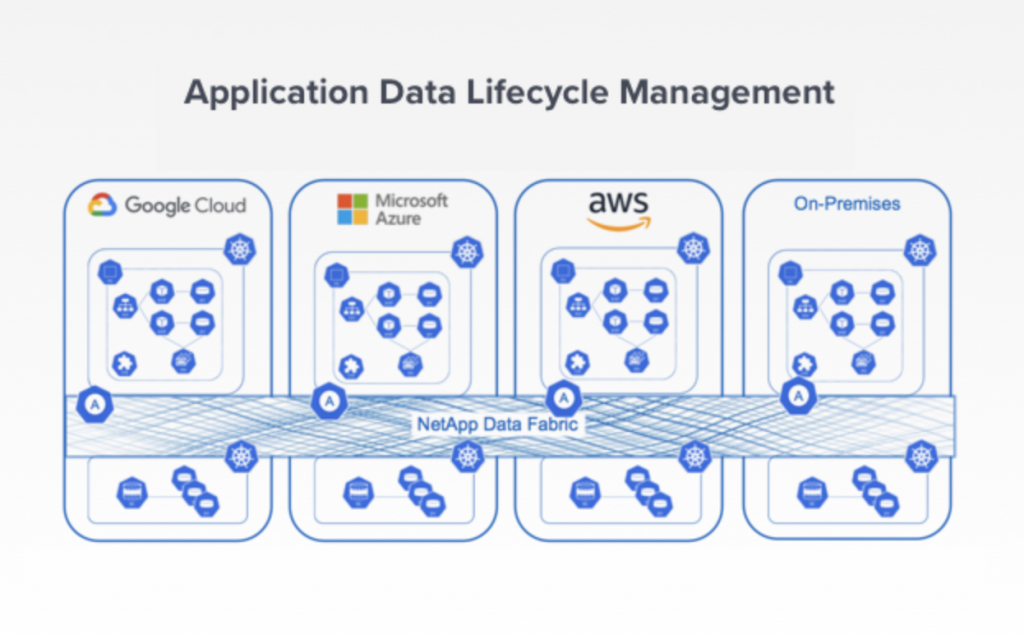 Application Data Lifecycle Management
Google Cloud
Microsoft
Azure
aws
On-Premises
A
A
A
A
NetApp Data Fabric